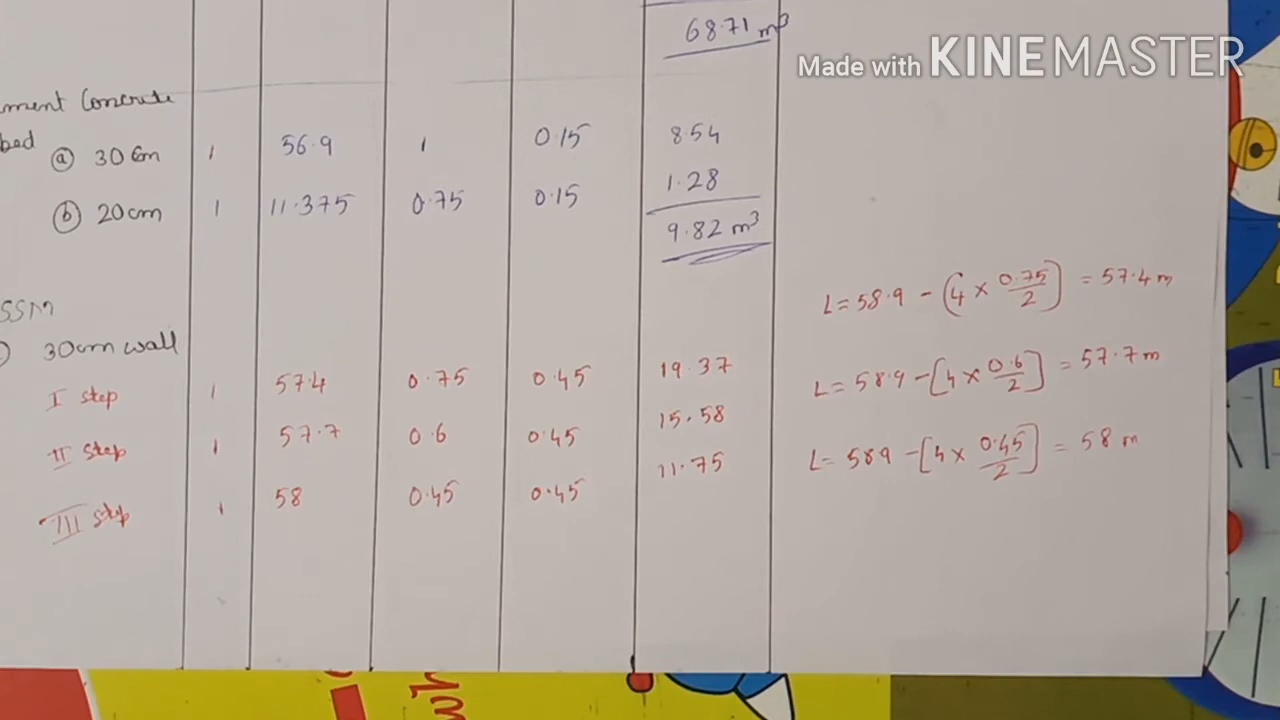 68.71 m³
Made with KINEMASTER
ment Concrete
bed
ⓐ 30cm 1 56.9 1 0.15 8.54
ⓑ 20cm 1 11.375 0.75 0.15 1.28
9.82 m³
SSM
30cm wall
L = 58.9 - (4 × 0.75/2) = 57.4 m
I step 1 57.4 0.75 0.45 19.37
L = 58.9 - [4 × 0.6/2] = 57.7 m
II step 1 57.7 0.6 0.45 15.58
L = 58.9 - [4 × 0.45/2] = 58 m
III step 1 58 0.45 0.45 11.75